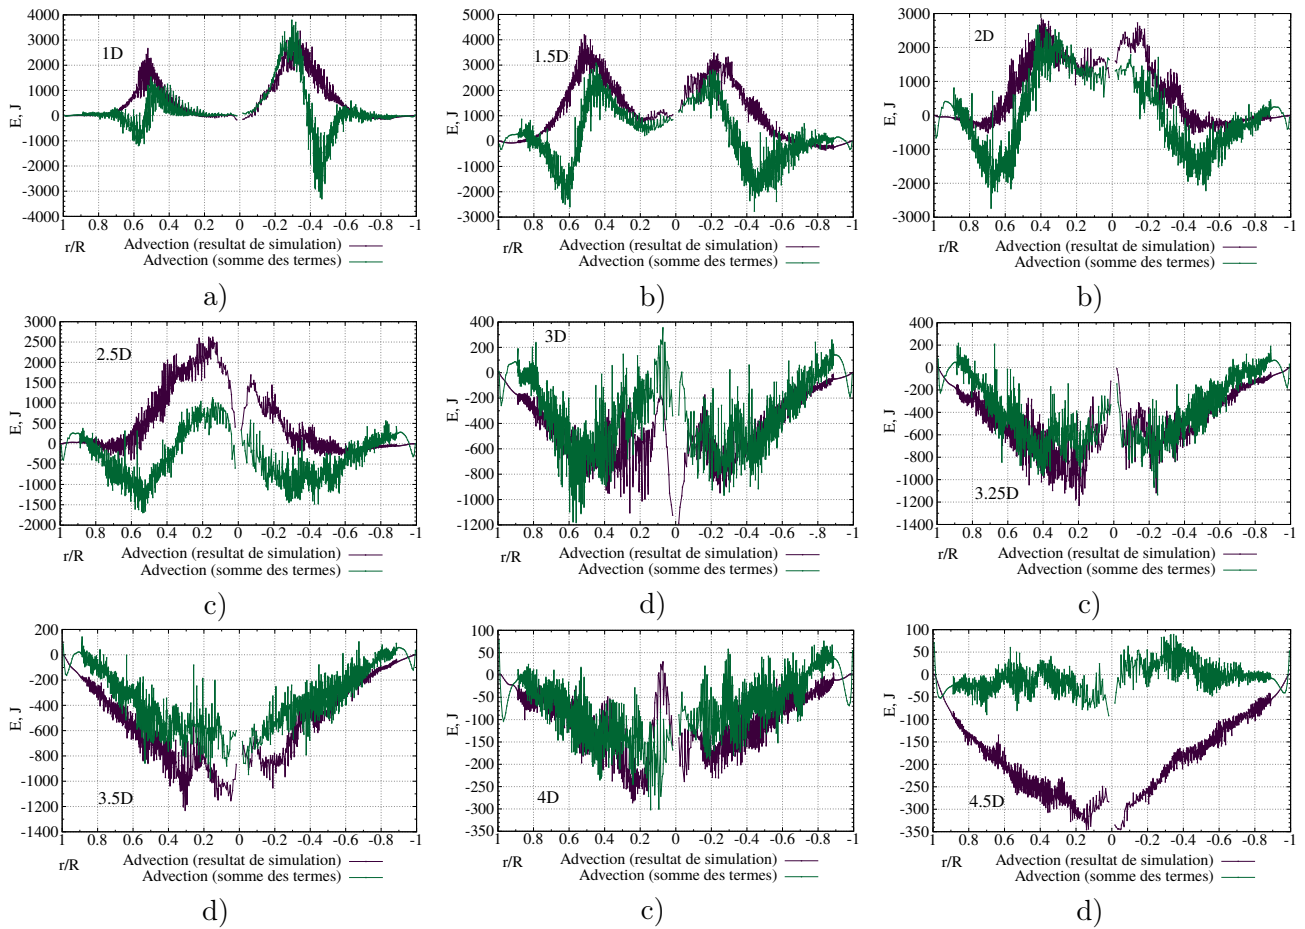 4000
3000
2000
1000
0
-1000
-2000
-3000
-4000
E, J
1D
1 0.8 0.6 0.4 0.2 0 -0.2 -0.4 -0.6 -0.8 -1
r/R
Advection (resultat de simulation)
Advection (somme des termes)
a)
5000
4000
3000
2000
1000
0
-1000
-2000
-3000
E, J
1.5D
1 0.8 0.6 0.4 0.2 0 -0.2 -0.4 -0.6 -0.8 -1
r/R
Advection (resultat de simulation)
Advection (somme des termes)
b)
3000
2000
1000
0
-1000
-2000
-3000
E, J
2D
1 0.8 0.6 0.4 0.2 0 -0.2 -0.4 -0.6 -0.8 -1
r/R
Advection (resultat de simulation)
Advection (somme des termes)
b)
3000
2500
2000
1500
1000
500
0
-500
-1000
-1500
-2000
E, J
2.5D
1 0.8 0.6 0.4 0.2 0 -0.2 -0.4 -0.6 -0.8 -1
r/R
Advection (resultat de simulation)
Advection (somme des termes)
c)
400
200
0
-200
-400
-600
-800
-1000
-1200
E, J
3D
1 0.8 0.6 0.4 0.2 0 -0.2 -0.4 -0.6 -0.8 -1
r/R
Advection (resultat de simulation)
Advection (somme des termes)
d)
400
200
0
-200
-400
-600
-800
-1000
-1200
-1400
E, J
3.25D
1 0.8 0.6 0.4 0.2 0 -0.2 -0.4 -0.6 -0.8 -1
r/R
Advection (resultat de simulation)
Advection (somme des termes)
c)
200
0
-200
-400
-600
-800
-1000
-1200
-1400
E, J
3.5D
1 0.8 0.6 0.4 0.2 0 -0.2 -0.4 -0.6 -0.8 -1
r/R
Advection (resultat de simulation)
Advection (somme des termes)
d)
100
50
0
-50
-100
-150
-200
-250
-300
-350
E, J
4D
1 0.8 0.6 0.4 0.2 0 -0.2 -0.4 -0.6 -0.8 -1
r/R
Advection (resultat de simulation)
Advection (somme des termes)
c)
100
50
0
-50
-100
-150
-200
-250
-300
-350
E, J
4.5D
1 0.8 0.6 0.4 0.2 0 -0.2 -0.4 -0.6 -0.8 -1
r/R
Advection (resultat de simulation)
Advection (somme des termes)
d)